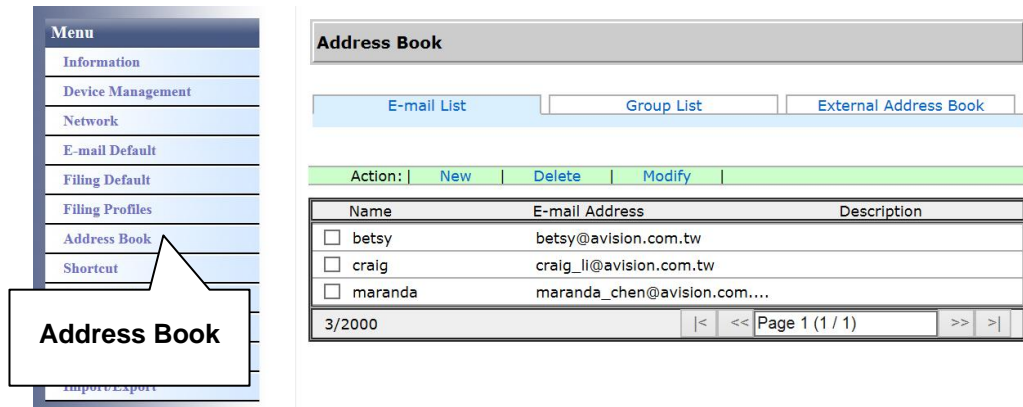 Menu
Information
Device Management
Network
E-mail Default
Filing Default
Filing Profiles
Address Book
Shortcut
Import/Export
Address Book
Address Book
E-mail List Group List External Address Book
Action: | New | Delete | Modify |
Name E-mail Address Description
betsy betsy@avision.com.tw
craig craig_li@avision.com.tw
maranda maranda_chen@avision.com....
3/2000 |< << Page 1 (1 / 1) >> >|